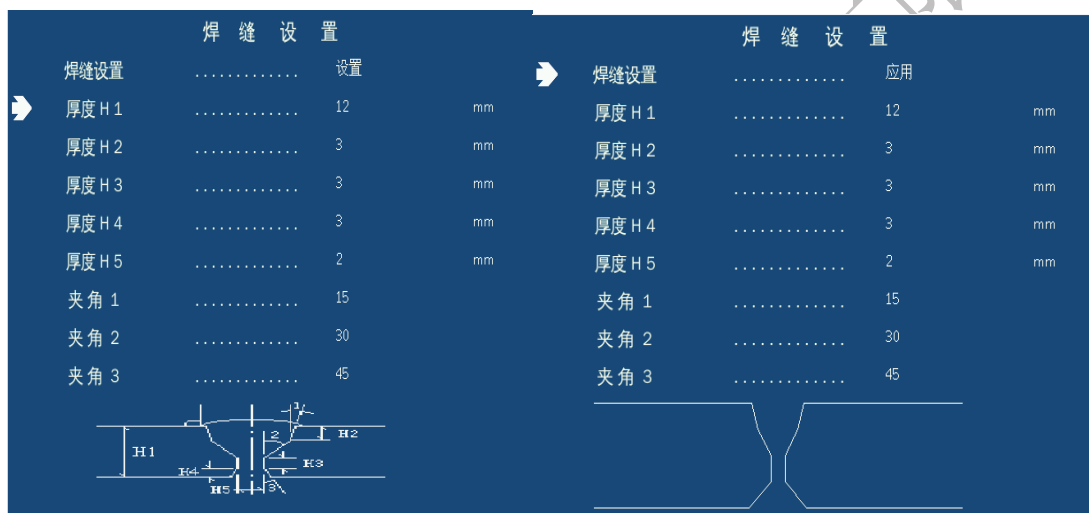 焊 缝 设 置
焊缝设置 ............. 设置
厚度H1 ............. 12 mm
厚度H2 ............. 3 mm
厚度H3 ............. 3 mm
厚度H4 ............. 3 mm
厚度H5 ............. 2 mm
夹角 1 ............. 15
夹角 2 ............. 30
夹角 3 ............. 45
1
2
H2
H1
H3
H4
H5
3
焊 缝 设 置
焊缝设置 ............. 应用
厚度H1 ............. 12 mm
厚度H2 ............. 3 mm
厚度H3 ............. 3 mm
厚度H4 ............. 3 mm
厚度H5 ............. 2 mm
夹角 1 ............. 15
夹角 2 ............. 30
夹角 3 ............. 45